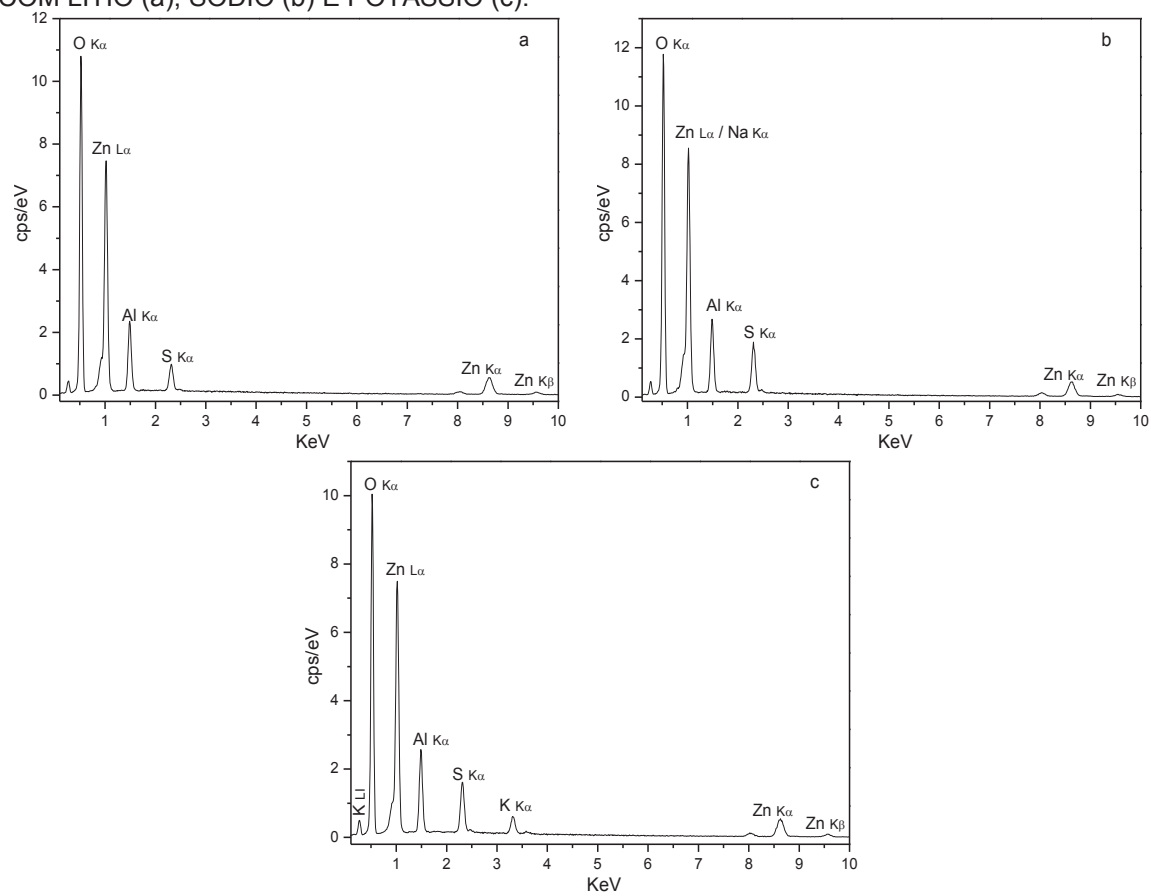 COM LÍTIO (a), SÓDIO (b) E POTÁSSIO (c).
a
12
10
8
6
4
2
0
cps/eV
O Kα
Zn Lα
Al Kα
S Kα
Zn Kα
Zn Kβ
1 2 3 4 5 6 7 8 9 10
KeV
b
12
10
8
6
4
2
0
cps/eV
O Kα
Zn Lα / Na Kα
Al Kα
S Kα
Zn Kα
Zn Kβ
1 2 3 4 5 6 7 8 9 10
KeV
c
10
8
6
4
2
0
cps/eV
K Ll
O Kα
Zn Lα
Al Kα
S Kα
K Kα
Zn Kα
Zn Kβ
1 2 3 4 5 6 7 8 9 10
KeV